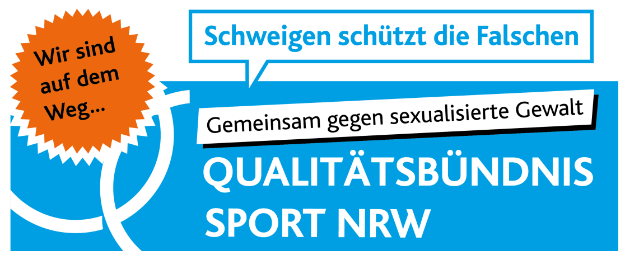 Wir sind
auf dem
Weg...
Schweigen schützt die Falschen
Gemeinsam gegen sexualisierte Gewalt
QUALITÄTSBÜNDNIS
SPORT NRW